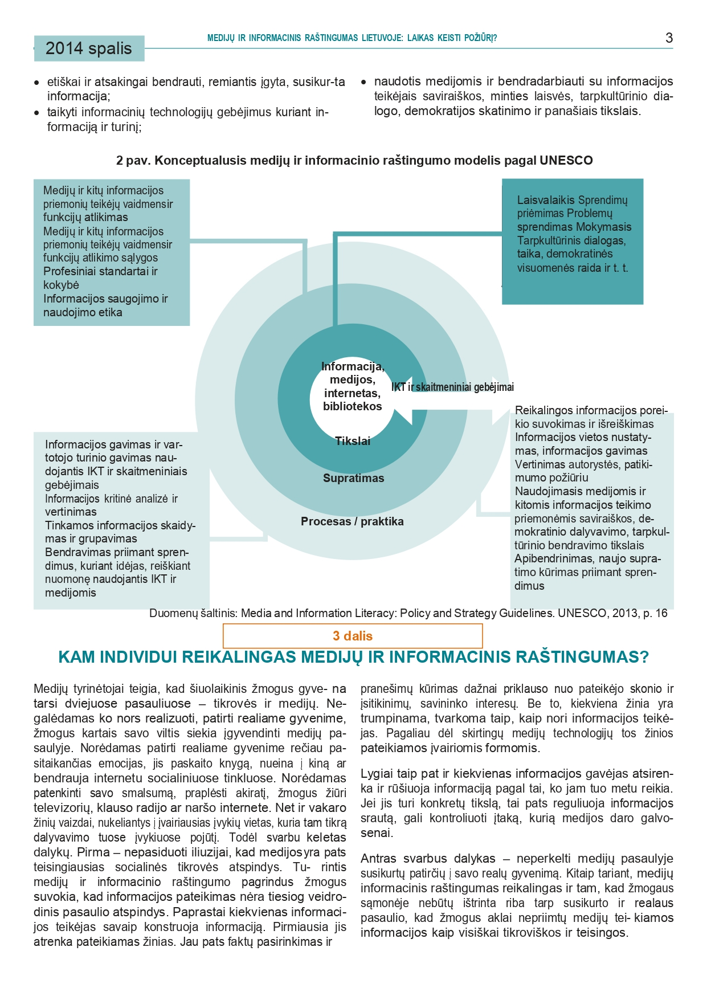 2014 spalis
MEDIJŲ IR INFORMACINIS RAŠTINGUMAS LIETUVOJE: LAIKAS KEISTI POŽIŪRĮ?
3
• etiškai ir atsakingai bendrauti, remiantis įgyta, susikur-ta
informacija;
• taikyti informacinių technologijų gebėjimus kuriant in-
formaciją ir turinį;
• naudotis medijomis ir bendradarbiauti su informacijos
teikėjais saviraiškos, minties laisvės, tarpkultūrinio dia-
logo, demokratijos skatinimo ir panašiais tikslais.
2 pav. Konceptualusis medijų ir informacinio raštingumo modelis pagal UNESCO
Medijų ir kitų informacijos
priemonių teikėjų vaidmensir
funkcijų atlikimas
Medijų ir kitų informacijos
priemonių teikėjų vaidmensir
funkcijų atlikimo sąlygos
Profesiniai standartai ir
kokybė
Informacijos saugojimo ir
naudojimo etika
Laisvalaikis Sprendimų
priėmimas Problemų
sprendimas Mokymasis
Tarpkultūrinis dialogas,
taika, demokratinės
visuomenės raida ir t. t.
Informacija,
medijos,
internetas,
bibliotekos
IKT ir skaitmeniniai gebėjimai
Tikslai
Supratimas
Procesas / praktika
Informacijos gavimas ir var-
totojo turinio gavimas nau-
dojantis IKT ir skaitmeniniais
gebėjimais
Informacijos kritinė analizė ir
vertinimas
Tinkamos informacijos skaidy-
mas ir grupavimas
Bendravimas priimant spren-
dimus, kuriant idėjas, reiškiant
nuomonę naudojantis IKT ir
medijomis
Reikalingos informacijos porei-
kio suvokimas ir išreiškimas
Informacijos vietos nustaty-
mas, informacijos gavimas
Vertinimas autorystės, patiki-
mumo požiūriu
Naudojimasis medijomis ir
kitomis informacijos teikimo
priemonėmis saviraiškos, de-
mokratinio dalyvavimo, tarpkul-
tūrinio bendravimo tikslais
Apibendrinimas, naujo supra-
timo kūrimas priimant spren-
dimus
Duomenų šaltinis: Media and Information Literacy: Policy and Strategy Guidelines. UNESCO, 2013, p. 16
3 dalis
KAM INDIVIDUI REIKALINGAS MEDIJŲ IR INFORMACINIS RAŠTINGUMAS?
Medijų tyrinėtojai teigia, kad šiuolaikinis žmogus gyve- na
tarsi dviejuose pasauliuose – tikrovės ir medijų. Ne-
galėdamas ko nors realizuoti, patirti realiame gyvenime,
žmogus kartais savo viltis siekia įgyvendinti medijų pa-
saulyje. Norėdamas patirti realiame gyvenime rečiau pa-
sitaikančias emocijas, jis paskaito knygą, nueina į kiną ar
bendrauja internetu socialiniuose tinkluose. Norėdamas
patenkinti savo smalsumą, praplėsti akiratį, žmogus žiūri
televizorių, klauso radijo ar naršo internete. Net ir vakaro
žinių vaizdai, nukeliantys į įvairiausias įvykių vietas, kuria tam tikrą
dalyvavimo tuose įvykiuose pojūtį. Todėl svarbu keletas
dalykų. Pirma – nepasiduoti iliuzijai, kad medijosyra pats
teisingiausias socialinės tikrovės atspindys. Tu- rintis
medijų ir informacinio raštingumo pagrindus žmogus
suvokia, kad informacijos pateikimas nėra tiesiog veidro-
dinis pasaulio atspindys. Paprastai kiekvienas informaci-
jos teikėjas savaip konstruoja informaciją. Pirmiausia jis
atrenka pateikiamas žinias. Jau pats faktų pasirinkimas ir
pranešimų kūrimas dažnai priklauso nuo pateikėjo skonio ir
įsitikinimų, savininko interesų. Be to, kiekviena žinia yra
trumpinama, tvarkoma taip, kaip nori informacijos teikė-
jas. Pagaliau dėl skirtingų medijų technologijų tos žinios
pateikiamos įvairiomis formomis.
Lygiai taip pat ir kiekvienas informacijos gavėjas atsiren-
ka ir rūšiuoja informaciją pagal tai, ko jam tuo metu reikia.
Jei jis turi konkretų tikslą, tai pats reguliuoja informacijos
srautą, gali kontroliuoti įtaką, kurią medijos daro galvo-
senai.
Antras svarbus dalykas – neperkelti medijų pasaulyje
susikurtų patirčių į savo realų gyvenimą. Kitaip tariant, medijų
informacinis raštingumas reikalingas ir tam, kad žmogaus
sąmonėje nebūtų ištrinta riba tarp susikurto ir realaus
pasaulio, kad žmogus aklai nepriimtų medijų tei- kiamos
informacijos kaip visiškai tikroviškos ir teisingos.